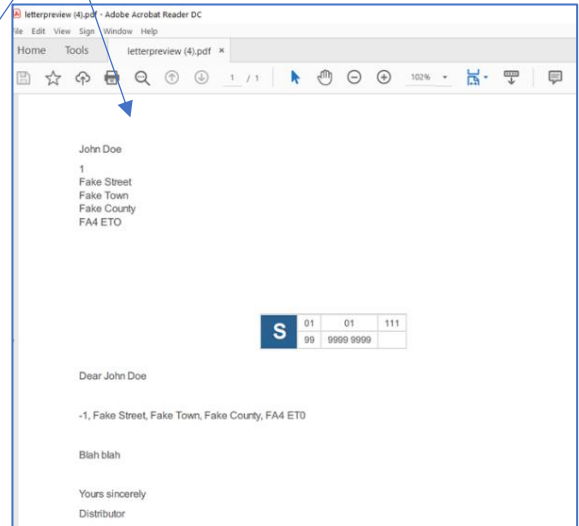 letterpreview (4).pdf - Adobe Acrobat Reader DC
File Edit View Sign Window Help
Home Tools letterpreview (4).pdf ×
1 / 1 102%
John Doe
1
Fake Street
Fake Town
Fake County
FA4 ETO
S 01 01 111
99 9999 9999
Dear John Doe
-1, Fake Street, Fake Town, Fake County, FA4 ET0
Blah blah
Yours sincerely
Distributor